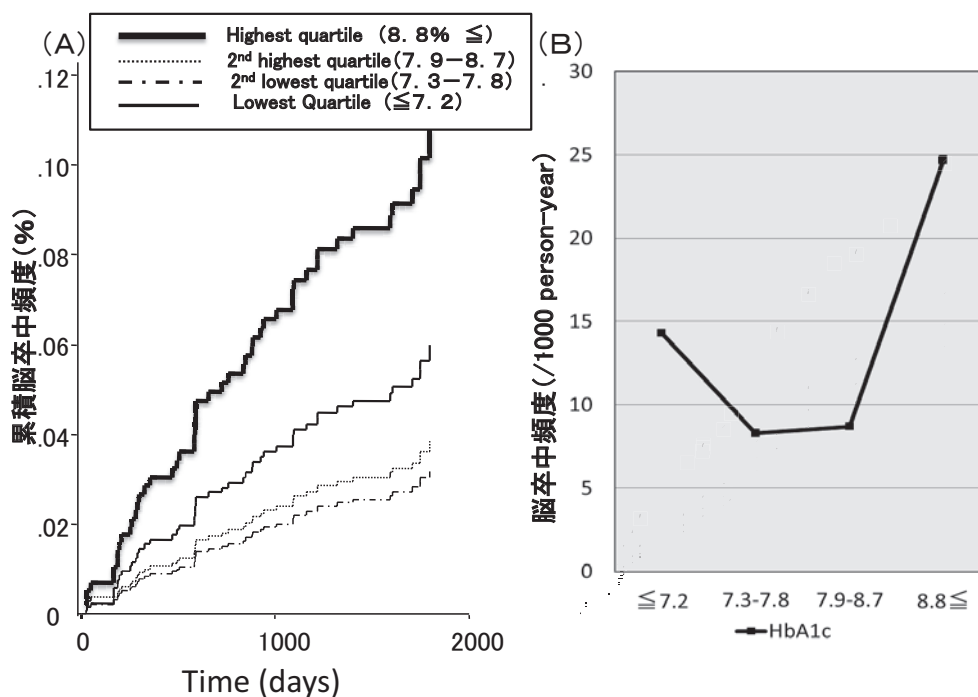 (A)
Highest quartile (8.8% ≦)
2nd highest quartile(7.9-8.7)
2nd lowest quartile(7.3-7.8)
Lowest Quartile (≦7.2)
.12
.10
.08
.06
.04
.02
0
累積脳卒中頻度(%)
0 1000 2000
Time (days)
(B)
30
25
20
15
10
5
0
脳卒中頻度(/1000 person-year)
≦7.2 7.3-7.8 7.9-8.7 8.8≦
HbA1c